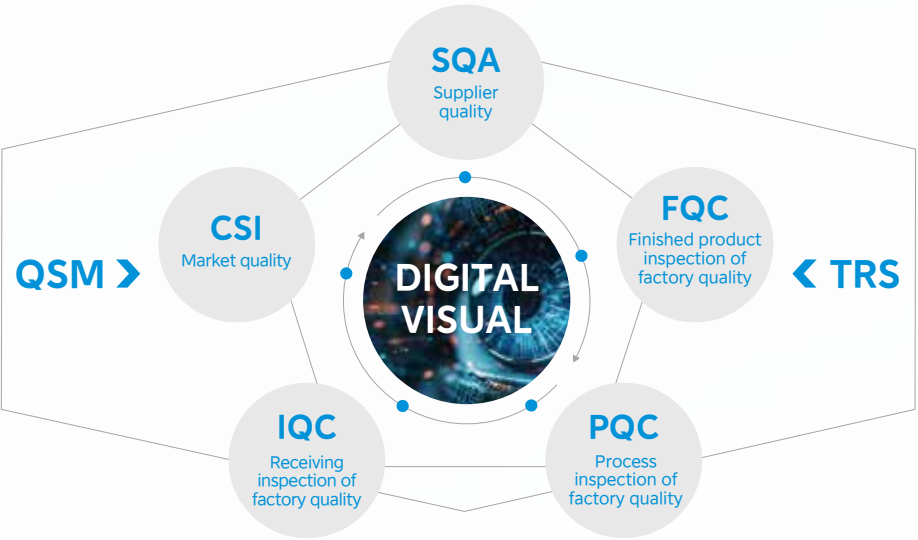 SQA
Supplier
quality
CSI
Market quality
FQC
Finished product
inspection of
factory quality
QSM
DIGITAL
VISUAL
TRS
IQC
Receiving
inspection of
factory quality
PQC
Process
inspection of
factory quality